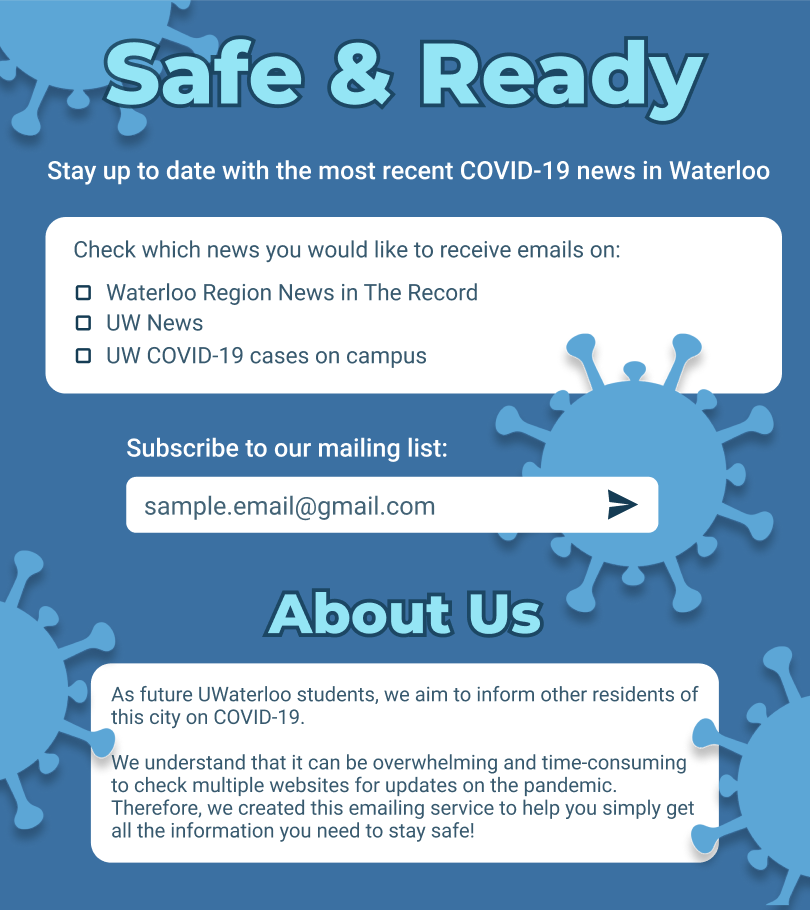 Safe & Ready
Stay up to date with the most recent COVID-19 news in Waterloo
Check which news you would like to receive emails on:
Waterloo Region News in The Record
UW News
UW COVID-19 cases on campus
Subscribe to our mailing list:
sample.email@gmail.com
About Us
As future UWaterloo students, we aim to inform other residents of
this city on COVID-19.
We understand that it can be overwhelming and time-consuming
to check multiple websites for updates on the pandemic.
Therefore, we created this emailing service to help you simply get
all the information you need to stay safe!